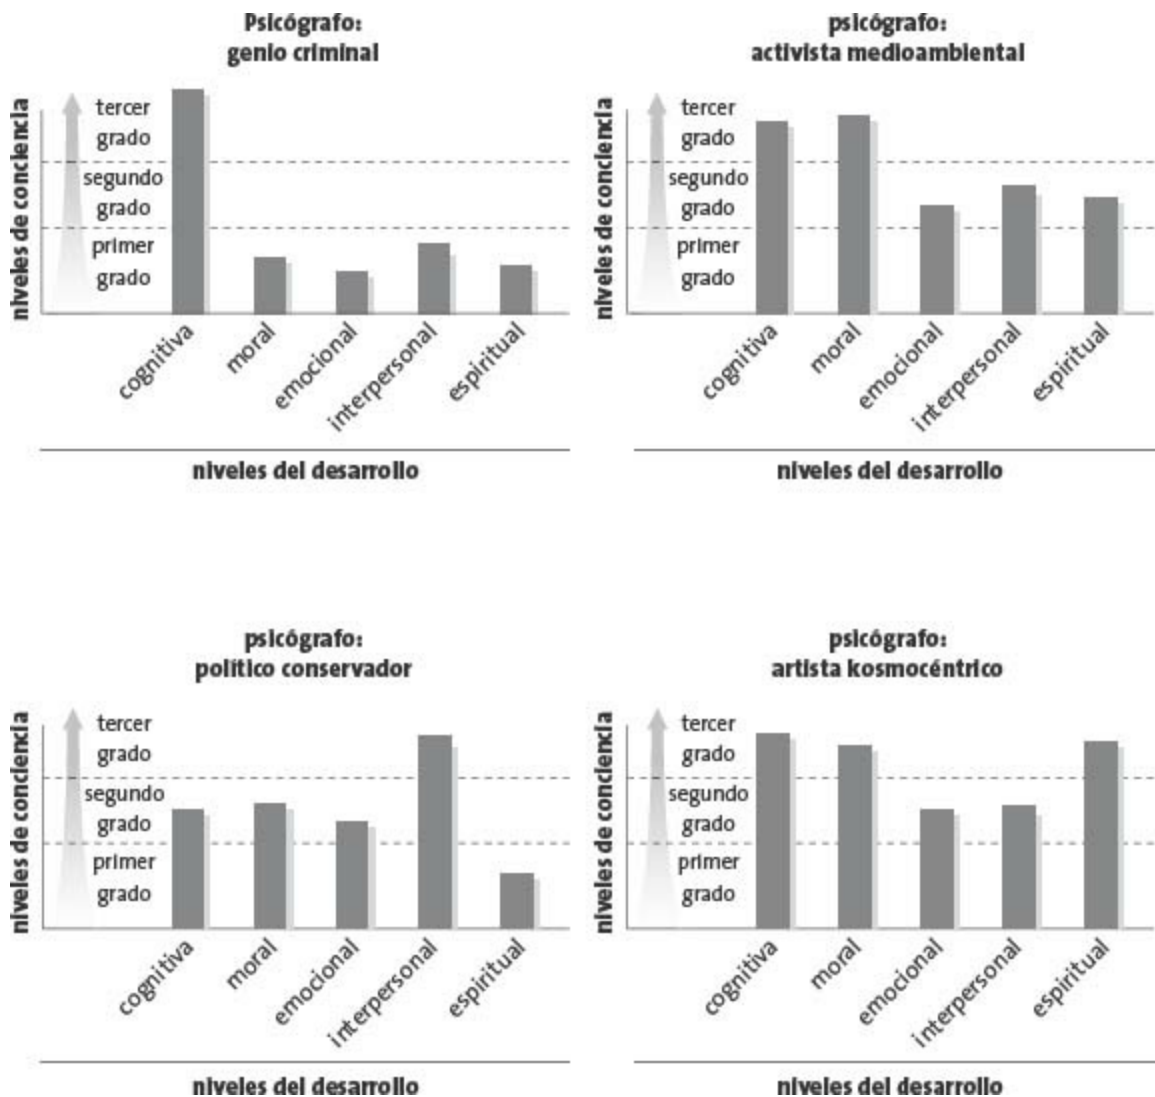 Psicógrafo:
genio criminal
niveles de conciencia
tercer
grado
segundo
grado
primer
grado
cognitiva
moral
emocional
interpersonal
espiritual
niveles del desarrollo
psicógrafo:
activista medioambiental
niveles de conciencia
tercer
grado
segundo
grado
primer
grado
cognitiva
moral
emocional
interpersonal
espiritual
niveles del desarrollo
psicógrafo:
político conservador
niveles de conciencia
tercer
grado
segundo
grado
primer
grado
cognitiva
moral
emocional
interpersonal
espiritual
niveles del desarrollo
psicógrafo:
artista kosmocéntrico
niveles de conciencia
tercer
grado
segundo
grado
primer
grado
cognitiva
moral
emocional
interpersonal
espiritual
niveles del desarrollo